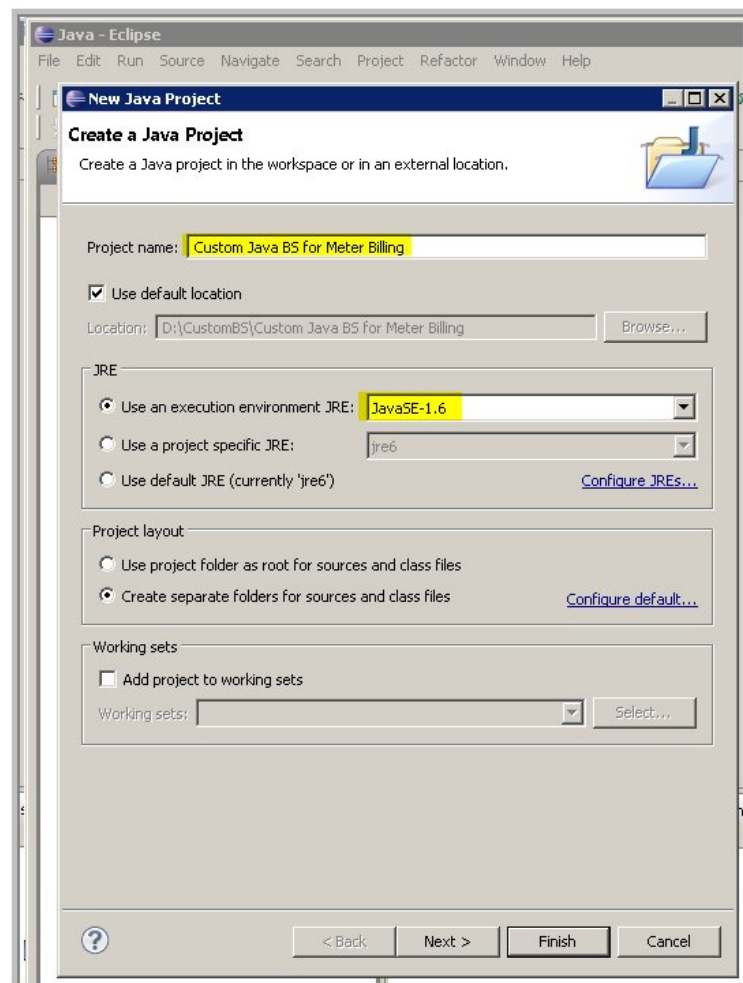 Java - Eclipse
File Edit Run Source Navigate Search Project Refactor Window Help
New Java Project
Create a Java Project
Create a Java project in the workspace or in an external location.
Project name: Custom Java BS for Meter Billing
Use default location
Location: D:\CustomBS\Custom Java BS for Meter Billing Browse...
JRE
Use an execution environment JRE: JavaSE-1.6
Use a project specific JRE: jre6
Use default JRE (currently 'jre6') Configure JREs...
Project layout
Use project folder as root for sources and class files
Create separate folders for sources and class files Configure default...
Working sets
Add project to working sets
Working sets: Select...
? < Back Next > Finish Cancel